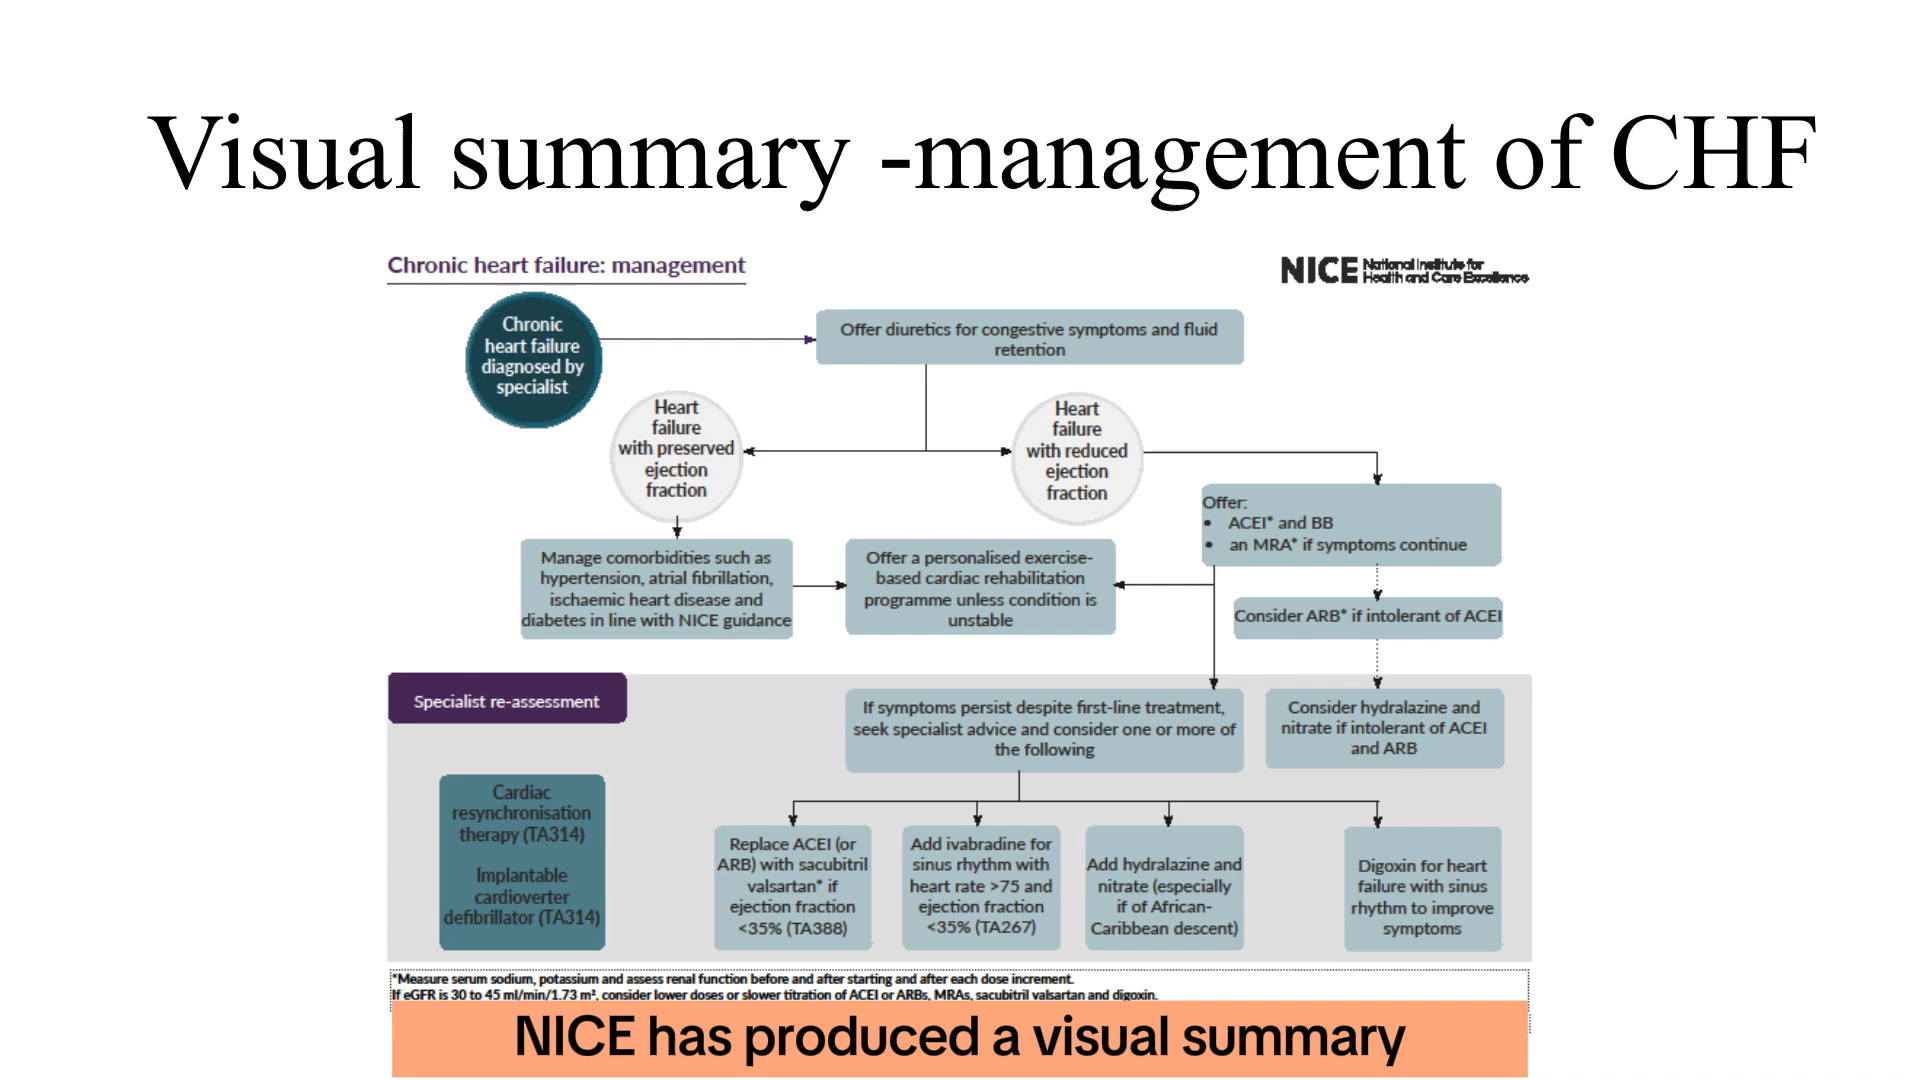 Visual summary -management of CHF
Chronic heart failure: management
NICE National Institute for
Health and Care Excellence
Chronic
heart failure
diagnosed by
specialist
Offer diuretics for congestive symptoms and fluid
retention
Heart
failure
with preserved
ejection
fraction
Heart
failure
with reduced
ejection
fraction
Offer:
• ACEI* and BB
• an MRA* if symptoms continue
Manage comorbidities such as
hypertension, atrial fibrillation,
ischaemic heart disease and
diabetes in line with NICE guidance
Offer a personalised exercise-
based cardiac rehabilitation
programme unless condition is
unstable
Consider ARB* if intolerant of ACEI
Specialist re-assessment
If symptoms persist despite first-line treatment,
seek specialist advice and consider one or more of
the following
Consider hydralazine and
nitrate if intolerant of ACEI
and ARB
Cardiac
resynchronisation
therapy (TA314)
Implantable
cardioverter
defibrillator (TA314)
Replace ACEI (or
ARB) with sacubitril
valsartan* if
ejection fraction
<35% (TA388)
Add ivabradine for
sinus rhythm with
heart rate >75 and
ejection fraction
<35% (TA267)
Add hydralazine and
nitrate (especially
if of African-
Caribbean descent)
Digoxin for heart
failure with sinus
rhythm to improve
symptoms
*Measure serum sodium, potassium and assess renal function before and after starting and after each dose increment.
If eGFR is 30 to 45 ml/min/1.73 m², consider lower doses or slower titration of ACEI or ARBs, MRAs, sacubitril valsartan and digoxin.
NICE has produced a visual summary